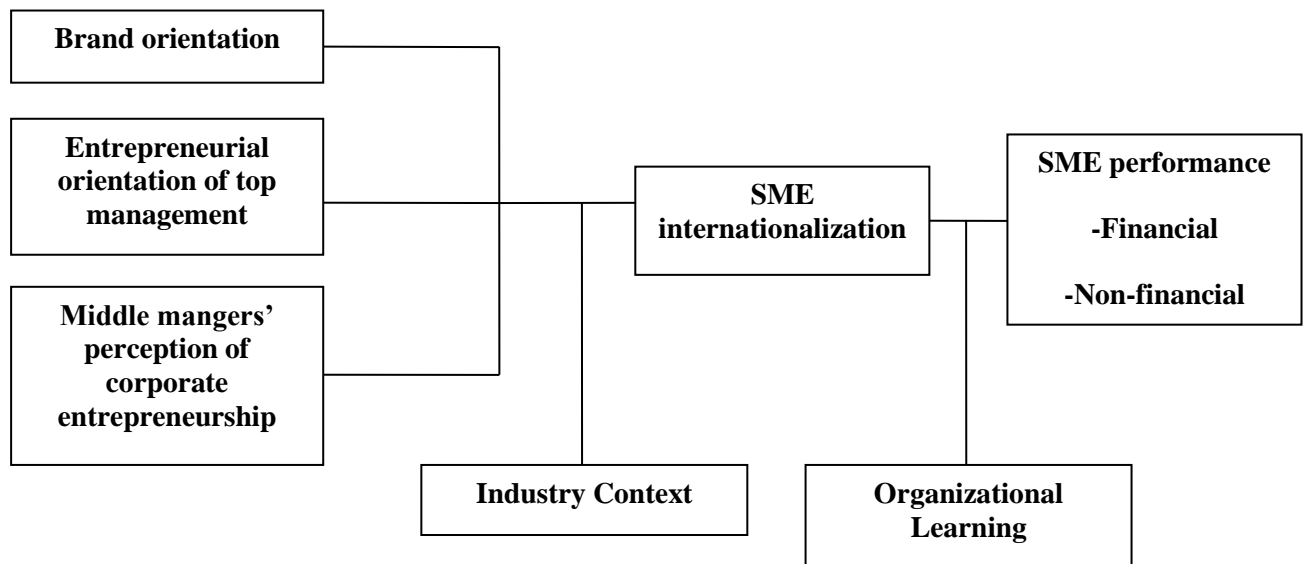 Brand orientation
Entrepreneurial
orientation of top
management
Middle mangers’
perception of
corporate
entrepreneurship
SME
internationalization
SME performance
-Financial
-Non-financial
Industry Context
Organizational
Learning